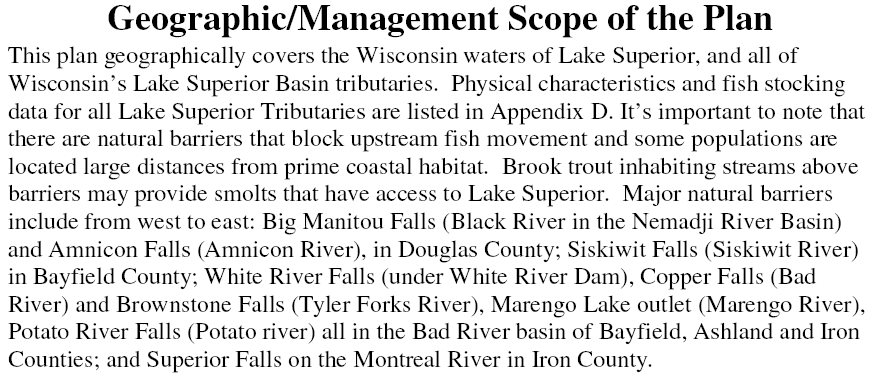 Geographic/Management Scope of the Plan
This plan geographically covers the Wisconsin waters of Lake Superior, and all of
Wisconsin's Lake Superior Basin tributaries.  Physical characteristics and fish stocking
data for all Lake Superior Tributaries are listed in Appendix D. It's important to note that
there are natural barriers that block upstream fish movement and some populations are
located large distances from prime coastal habitat.  Brook trout inhabiting streams above
barriers may provide smolts that have access to Lake Superior.  Major natural barriers
include from west to east: Big Manitou Falls (Black River in the Nemadji River Basin)
and Amnicon Falls (Amnicon River), in Douglas County; Siskiwit Falls (Siskiwit River)
in Bayfield County; White River Falls (under White River Dam), Copper Falls (Bad
River) and Brownstone Falls (Tyler Forks River), Marengo Lake outlet (Marengo River),
Potato River Falls (Potato river) all in the Bad River basin of Bayfield, Ashland and Iron
Counties; and Superior Falls on the Montreal River in Iron County.